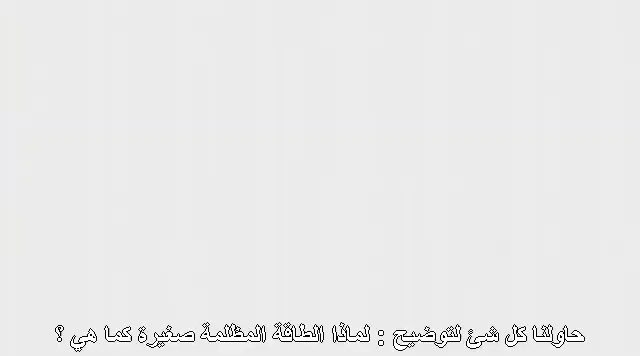 حاولنا كل شئ لتوضيح : لماذا الطاقة المظلمة صغيرة كما هي ؟